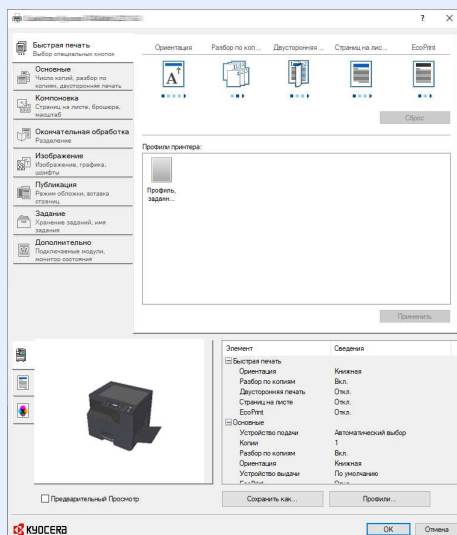 ? ×
Быстрая печать
Выбор специальных кнопок
Основные
Число копий, разбор по
копиям, двусторонняя печать
Компоновка
Страниц на листе, брошюра,
масштаб
Окончательная обработка
Разделение
Изображение
Изображение, графика,
шрифты
Публикация
Режим обложки, вставка
страниц
Задание
Хранение заданий, имя
задания
Дополнительно
Подключаемые модули,
монитор состояния
Ориентация Разбор по коп... Двусторонняя ... Страниц на лис... EcoPrint
A
Сброс
Профили принтера:
Профиль,
заданн...
Применить
Элемент Сведения
Быстрая печать
Ориентация Книжная
Разбор по копиям Вкл.
Двусторонняя печать Откл.
Страниц на листе Откл.
EcoPrint Откл.
Основные
Устройство подачи Автоматический выбор
Копии 1
Разбор по копиям Вкл.
Ориентация Книжная
Устройство выдачи По умолчанию
Предварительный Просмотр
Сохранить как... Профили...
KYOCERA
OK Отмена